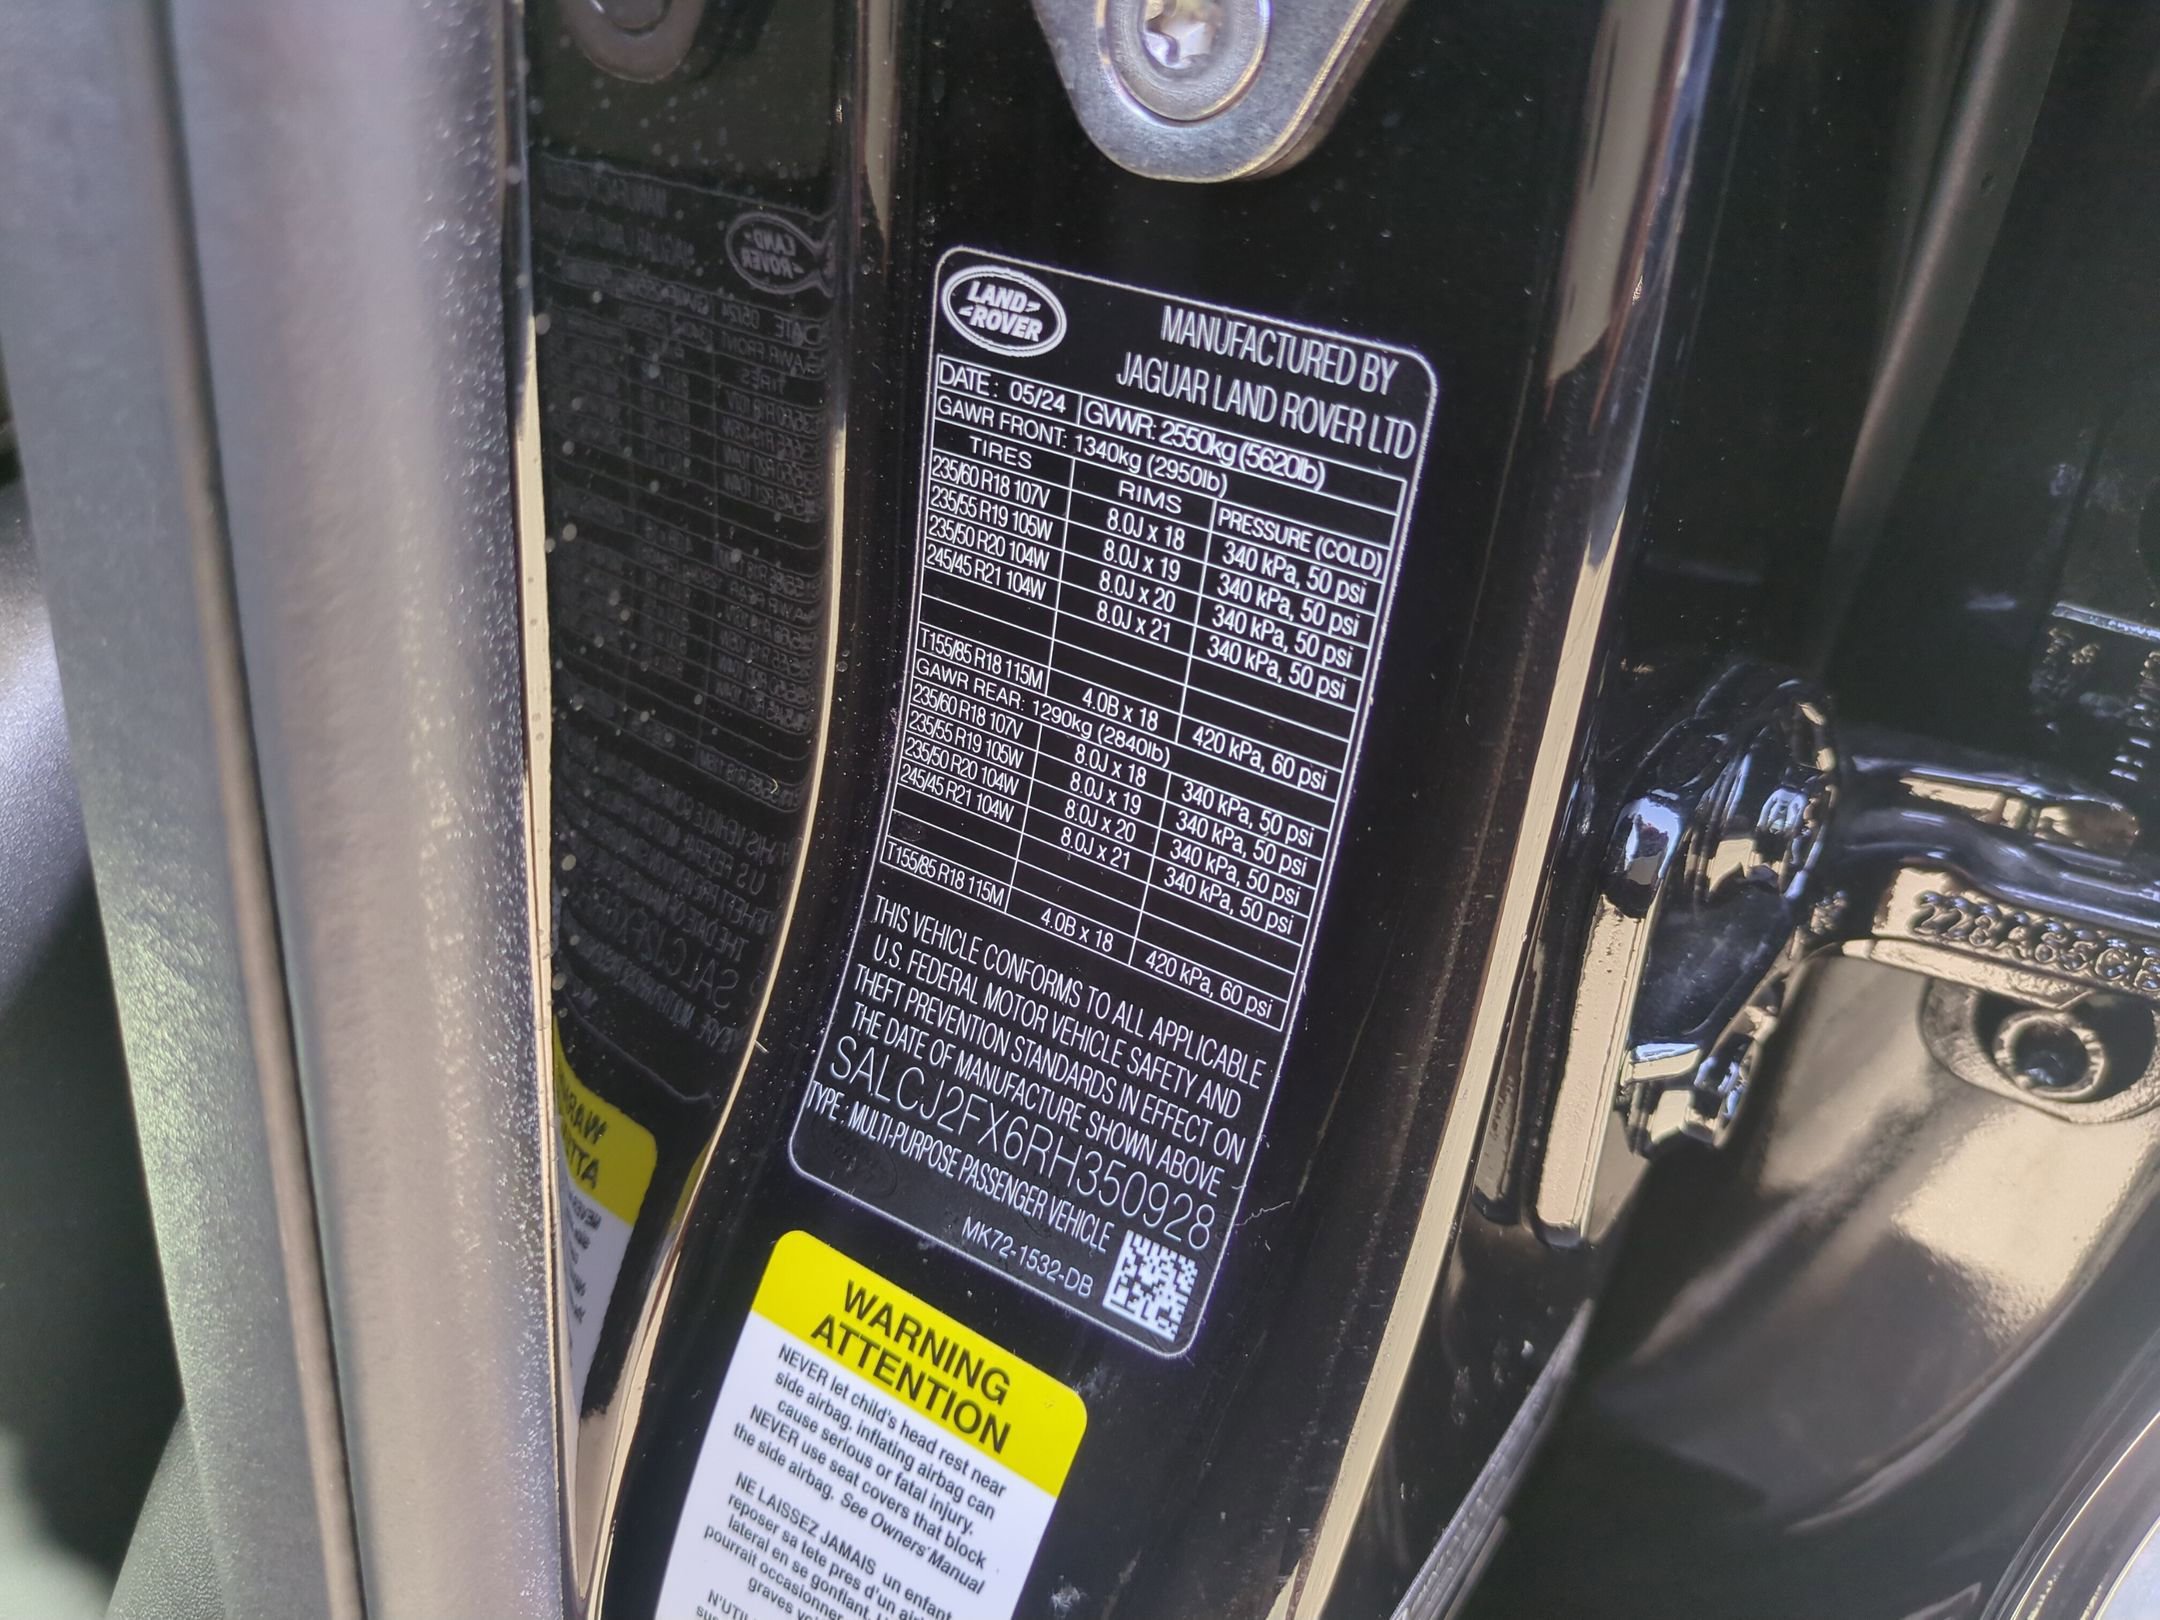 LAND
ROVER
MANUFACTURED BY
JAGUAR LAND ROVER LTD
DATE: 05/24 GVWR: 2550kg (5620lb)
GAWR FRONT: 1340kg (2950lb)
TIRES RIMS PRESSURE (COLD)
235/60 R18 107V 8.0J x 18 340 kPa, 50 psi
235/55 R19 105W 8.0J x 19 340 kPa, 50 psi
235/50 R20 104W 8.0J x 20 340 kPa, 50 psi
245/45 R21 104W 8.0J x 21 340 kPa, 50 psi
T155/85 R18 115M 4.0B x 18 420 kPa, 60 psi
GAWR REAR: 1290kg (2840lb)
235/60 R18 107V 8.0J x 18 340 kPa, 50 psi
235/55 R19 105W 8.0J x 19 340 kPa, 50 psi
235/50 R20 104W 8.0J x 20 340 kPa, 50 psi
245/45 R21 104W 8.0J x 21 340 kPa, 50 psi
T155/85 R18 115M 4.0B x 18 420 kPa, 60 psi
THIS VEHICLE CONFORMS TO ALL APPLICABLE
U.S. FEDERAL MOTOR VEHICLE SAFETY AND
THEFT PREVENTION STANDARDS IN EFFECT ON
THE DATE OF MANUFACTURE SHOWN ABOVE
SALCJ2FX6RH350928
TYPE: MULTI-PURPOSE PASSENGER VEHICLE
MK72-1532-DB
WARNING
ATTENTION
NEVER let child's head rest near
side airbag. inflating airbag can
cause serious or fatal injury.
NEVER use seat covers that block
the side airbag. See Owners' Manual
NE LAISSEZ JAMAIS un enfant
reposer sa tete pres d'un
lateral en se gonflant.
pourrait occasionner
graves